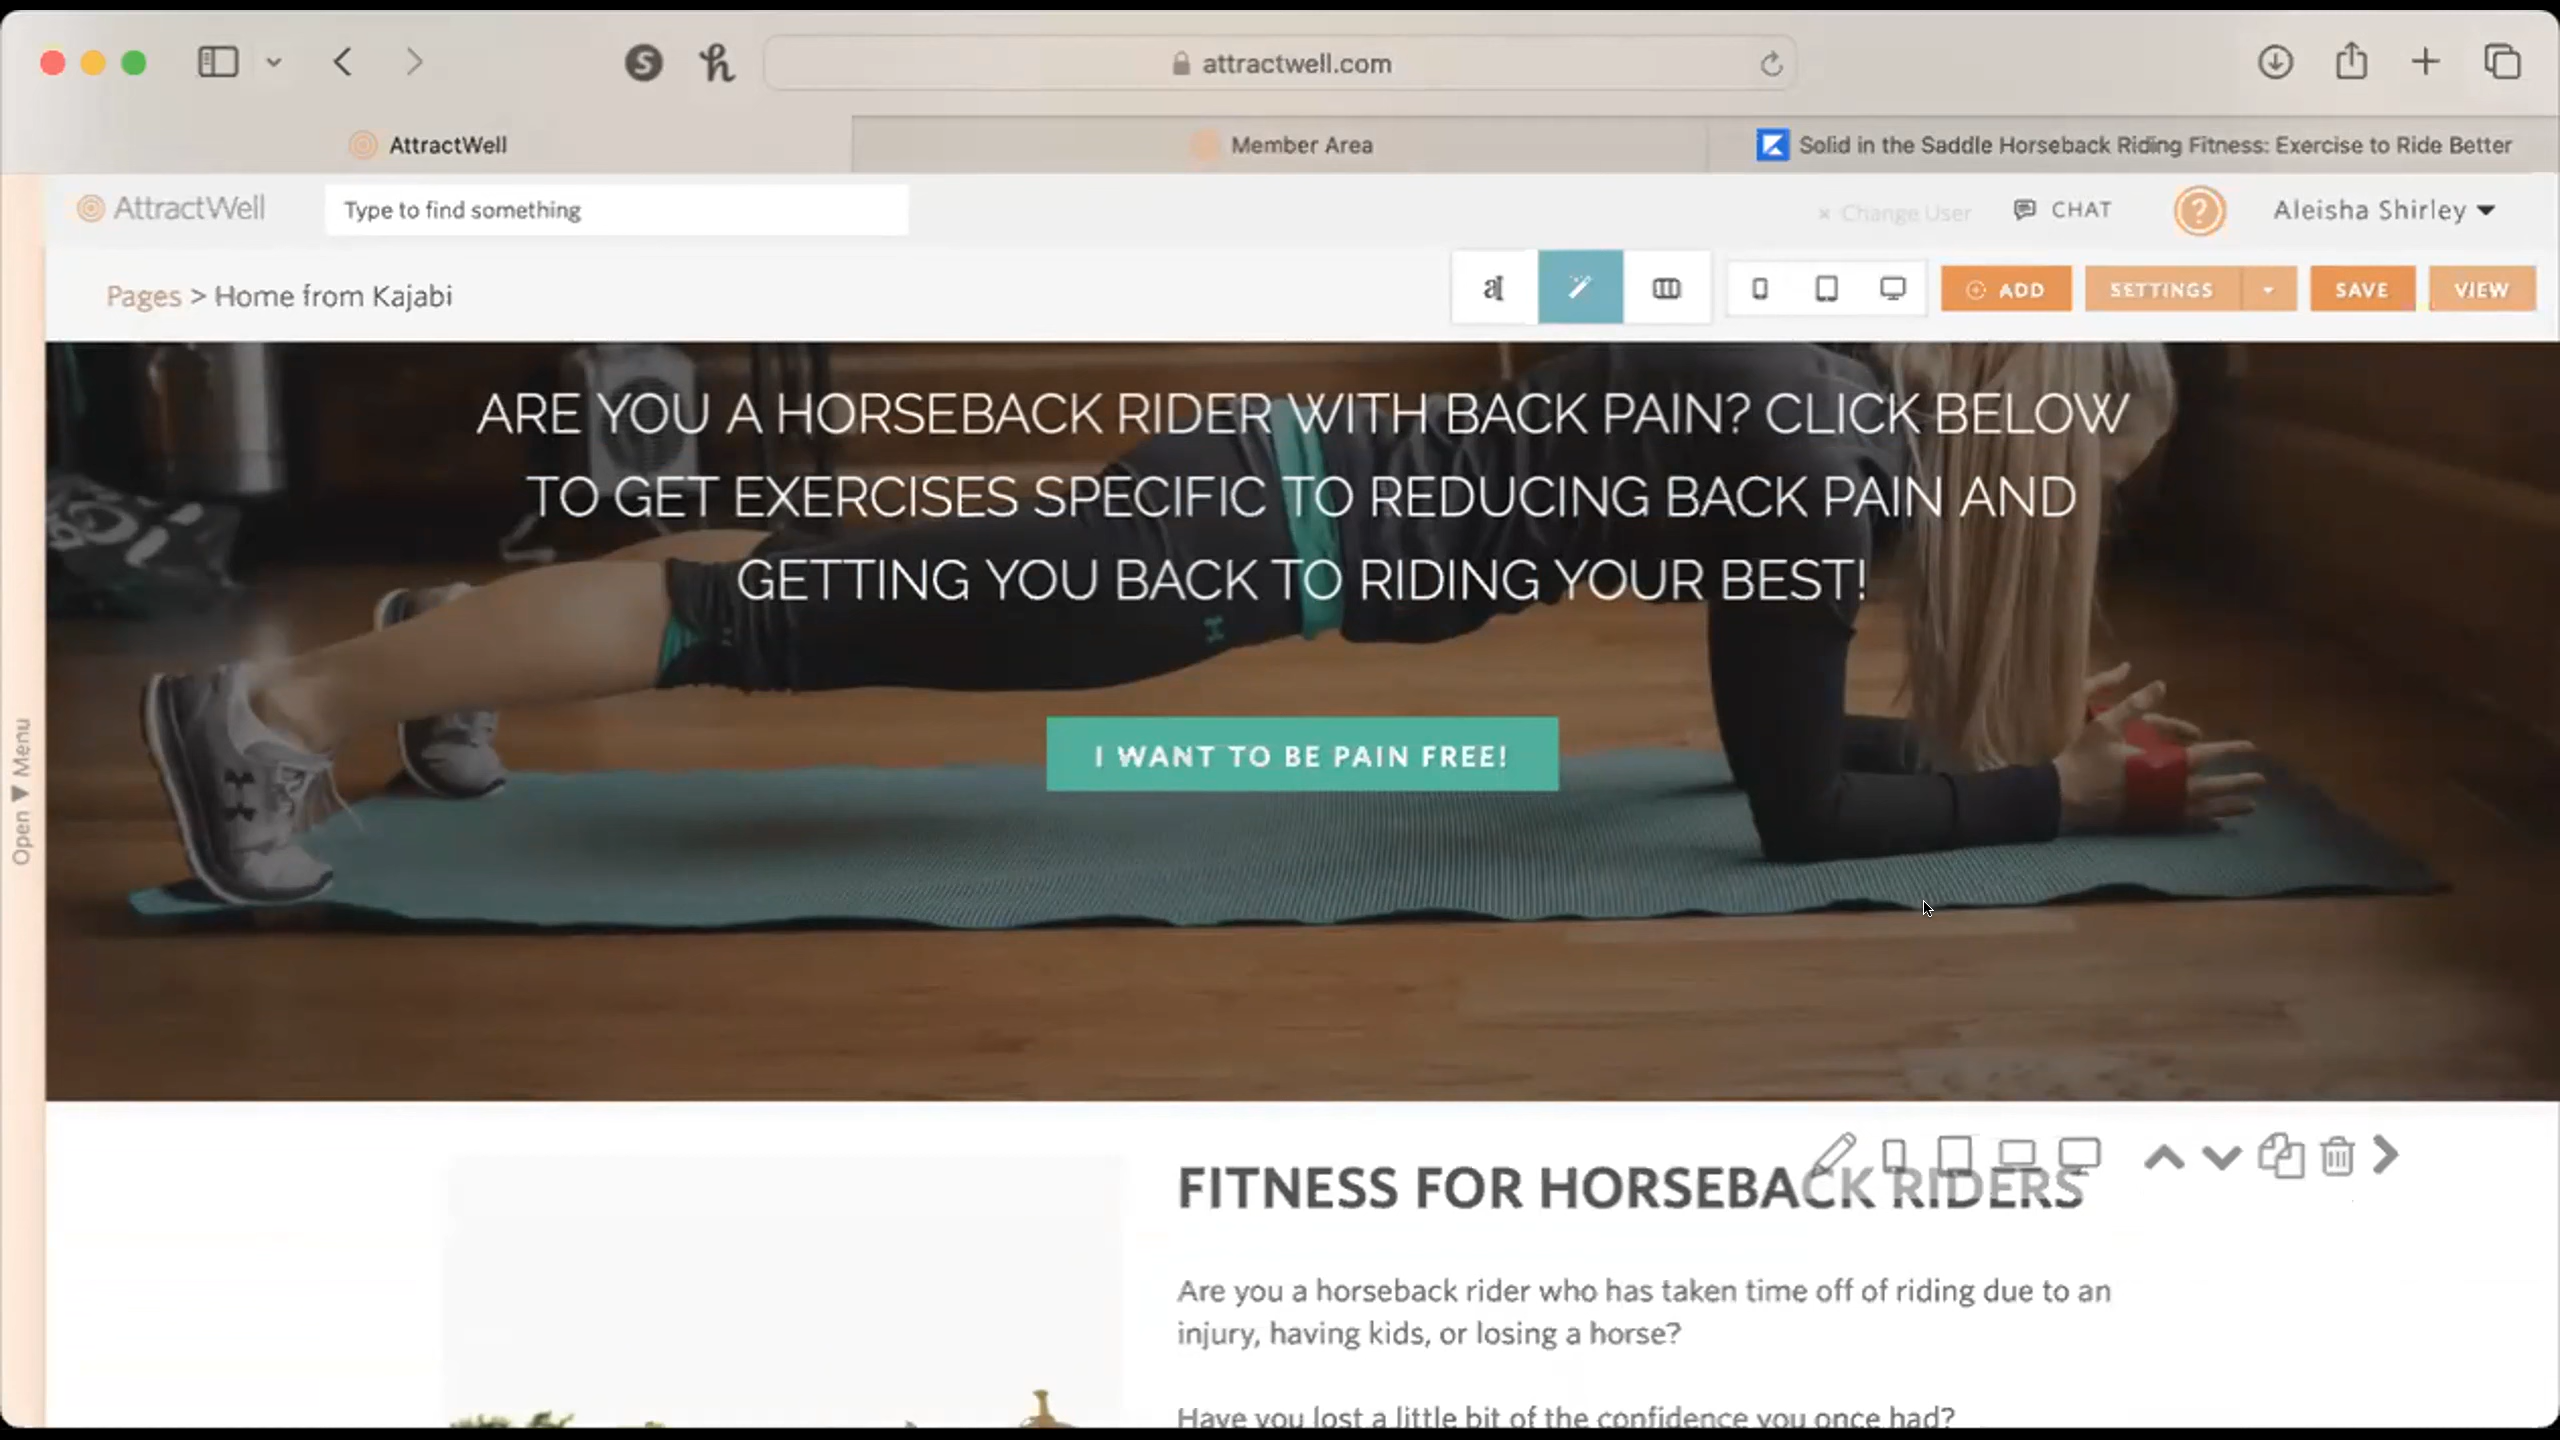 attractwell.com
AttractWell
Member Area
Solid in the Saddle Horseback Riding Fitness: Exercise to Ride Better
AttractWell
Type to find something
× Change User
CHAT
?
Aleisha Shirley
Pages > Home from Kajabi
a
ADD
SETTINGS
SAVE
VIEW
ARE YOU A HORSEBACK RIDER WITH BACK PAIN? CLICK BELOW
TO GET EXERCISES SPECIFIC TO REDUCING BACK PAIN AND
GETTING YOU BACK TO RIDING YOUR BEST!
I WANT TO BE PAIN FREE!
Open ▼ Menu
FITNESS FOR HORSEBACK RIDERS
Are you a horseback rider who has taken time off of riding due to an
injury, having kids, or losing a horse?
Have you lost a little bit of the confidence you once had?